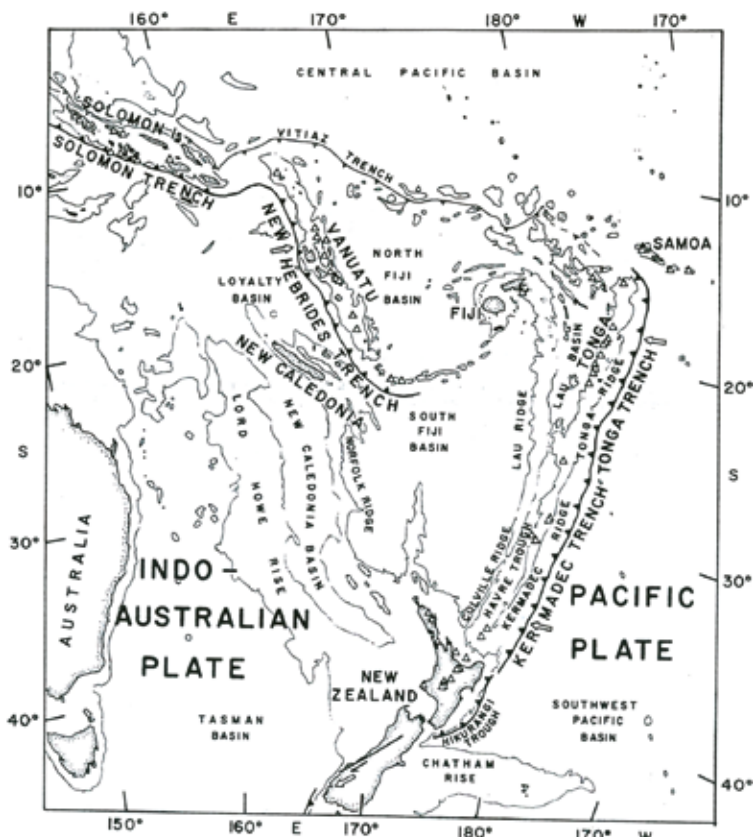 160° E 170° 180° W 170°
CENTRAL PACIFIC BASIN
SOLOMON IS
VITIAZ TRENCH
SOLOMON TRENCH
10° 10°
SAMOA
NEW HEBRIDES TRENCH
VANUATU
NORTH
FIJI
BASIN
LOYALTY
BASIN
FIJI
TONGA
LAU BASIN
20° 20°
NEW CALEDONIA
SOUTH
FIJI
BASIN
LAU RIDGE
TONGA RIDGE
TONGA TRENCH
S S
LORD HOWE RISE
NEW CALEDONIA BASIN
NORFOLK RIDGE
AUSTRALIA
30° 30°
INDO-
AUSTRALIAN
PLATE
COLVILLE RIDGE
HAVRE TROUGH
KERMADEC RIDGE
KERMADEC TRENCH
PACIFIC
PLATE
NEW
ZEALAND
40° 40°
TASMAN
BASIN
HIKURANGI
TROUGH
SOUTHWEST
PACIFIC
BASIN
CHATHAM
RISE
150° 160° E 170° 180° 170° W